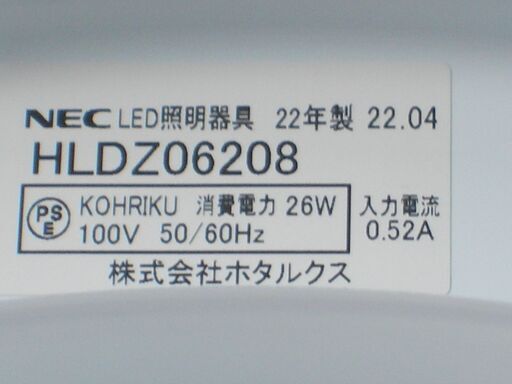 NEC LED照明器具 22年製 22.04
HLDZ06208
PSE KOHRIKU 消費電力 26W 入力電流
100V 50/60Hz 0.52A
株式会社ホタルクス